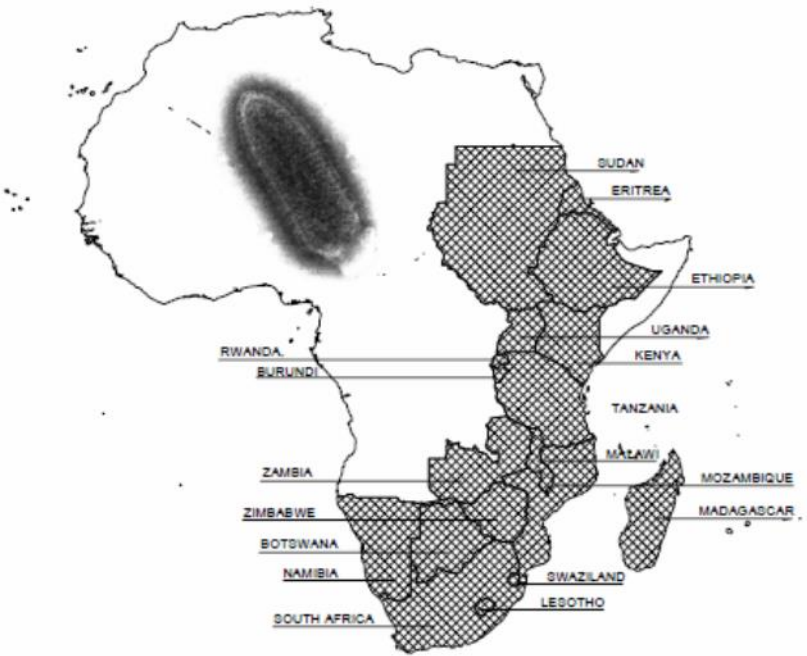 SUDAN
ERITREA
ETHIOPIA
UGANDA
RWANDA.
KENYA
BURUNDI
TANZANIA
MALAWI
ZAMBIA
MOZAMBIQUE
ZIMBABWE
MADAGASCAR
BOTSWANA
NAMIBIA
SWAZILAND
LESOTHO
SOUTH AFRICA